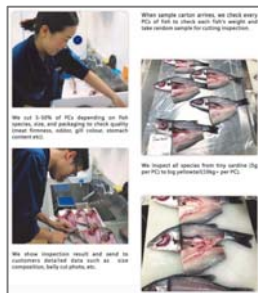 When sample carton arrives, we check every
PCs of fish to check each fish's weight and
take random sample for cutting inspection.
We cut 3-50% of PCs depending on fish
species, size, and packaging to check quality
(meat firmness, oddor, gill colour, stomach
content etc).
We inspect all species from tiny sardine (5g
per PC) to big yellowtail(10kg~ per PC).
We show inspection result and send to
customers detailed data such as size
composition, belly cut photo, etc.